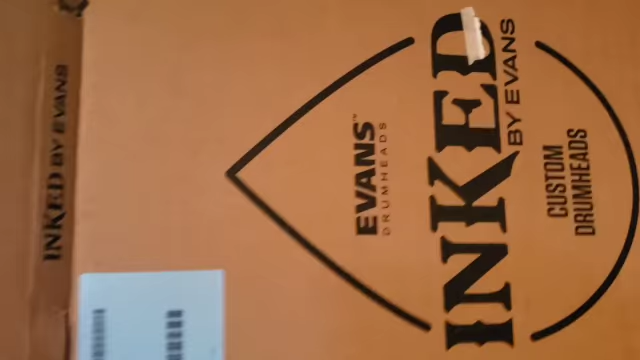 EVANS™
DRUMHEADS
INKED
BY EVANS
CUSTOM
DRUMHEADS
INKED BY EVANS